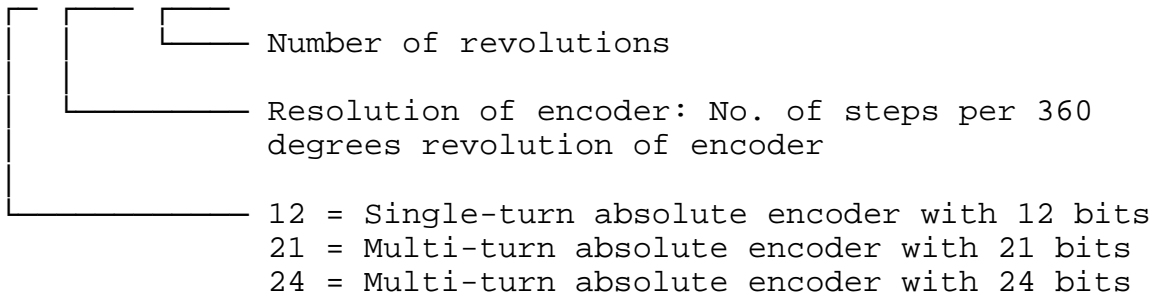 Number of revolutions
Resolution of encoder: No. of steps per 360
degrees revolution of encoder
12 = Single-turn absolute encoder with 12 bits
21 = Multi-turn absolute encoder with 21 bits
24 = Multi-turn absolute encoder with 24 bits